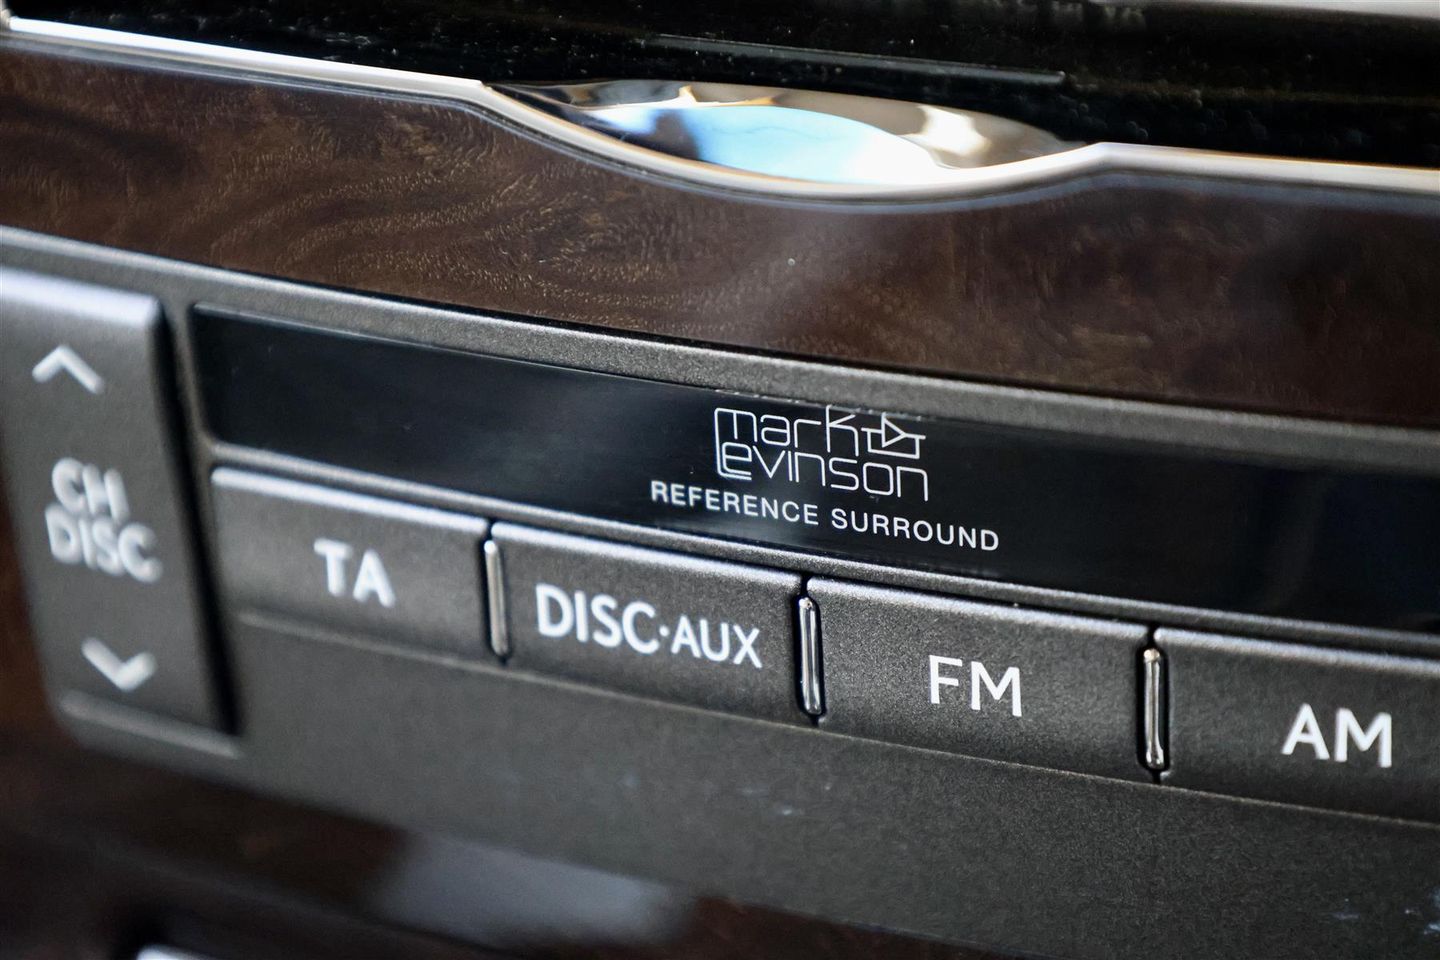 mark
Levinson
REFERENCE SURROUND
CH
DISC
TA
DISC·AUX
FM
AM